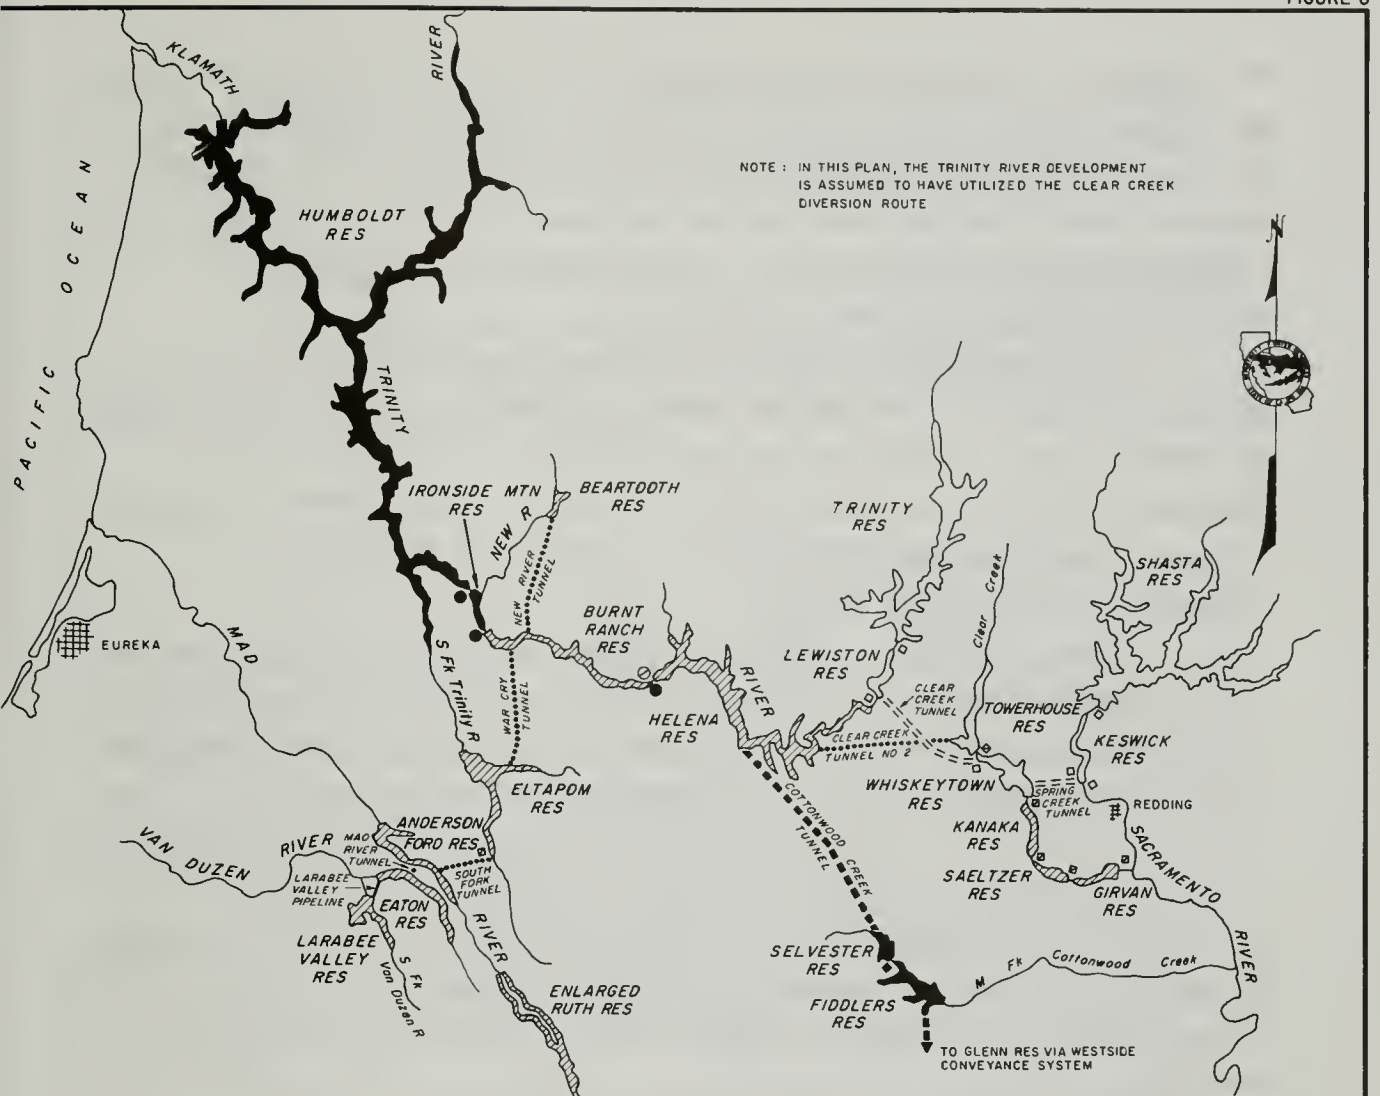 KLAMATH
RIVER
PACIFIC OCEAN
NOTE : IN THIS PLAN, THE TRINITY RIVER DEVELOPMENT
IS ASSUMED TO HAVE UTILIZED THE CLEAR CREEK
DIVERSION ROUTE
N
HUMBOLDT
RES
TRINITY
IRONSIDE MTN
RES
NEW R
BEARTOOTH
RES
TRINITY
RES
SHASTA
RES
NEW RIVER
TUNNEL
Clear Creek
BURNT
RANCH
RES
EUREKA
MAD
S Fk Trinity R
WAR CRY
TUNNEL
LEWISTON
RES
RIVER
CLEAR
CREEK
TUNNEL
TOWERHOUSE
RES
HELENA
RES
CLEAR CREEK
TUNNEL NO 2
KESWICK
RES
ELTAPOM
RES
WHISKEYTOWN
RES
SPRING
CREEK
TUNNEL
REDDING
COTTONWOOD CREEK
TUNNEL
ANDERSON
FORD RES
KANAKA
RES
VAN DUZEN
RIVER
MAD
RIVER
TUNNEL
SOUTH
FORK
TUNNEL
SAELTZER
RES
GIRVAN
RES
SACRAMENTO
RIVER
LARABEE
VALLEY
PIPELINE
EATON
RES
RIVER
LARABEE
VALLEY
RES
S Fk
Van Duzen R
SELVESTER
RES
M Fk Cottonwood Creek
ENLARGED
RUTH RES
FIDDLERS
RES
TO GLENN RES VIA WESTSIDE
CONVEYANCE SYSTEM